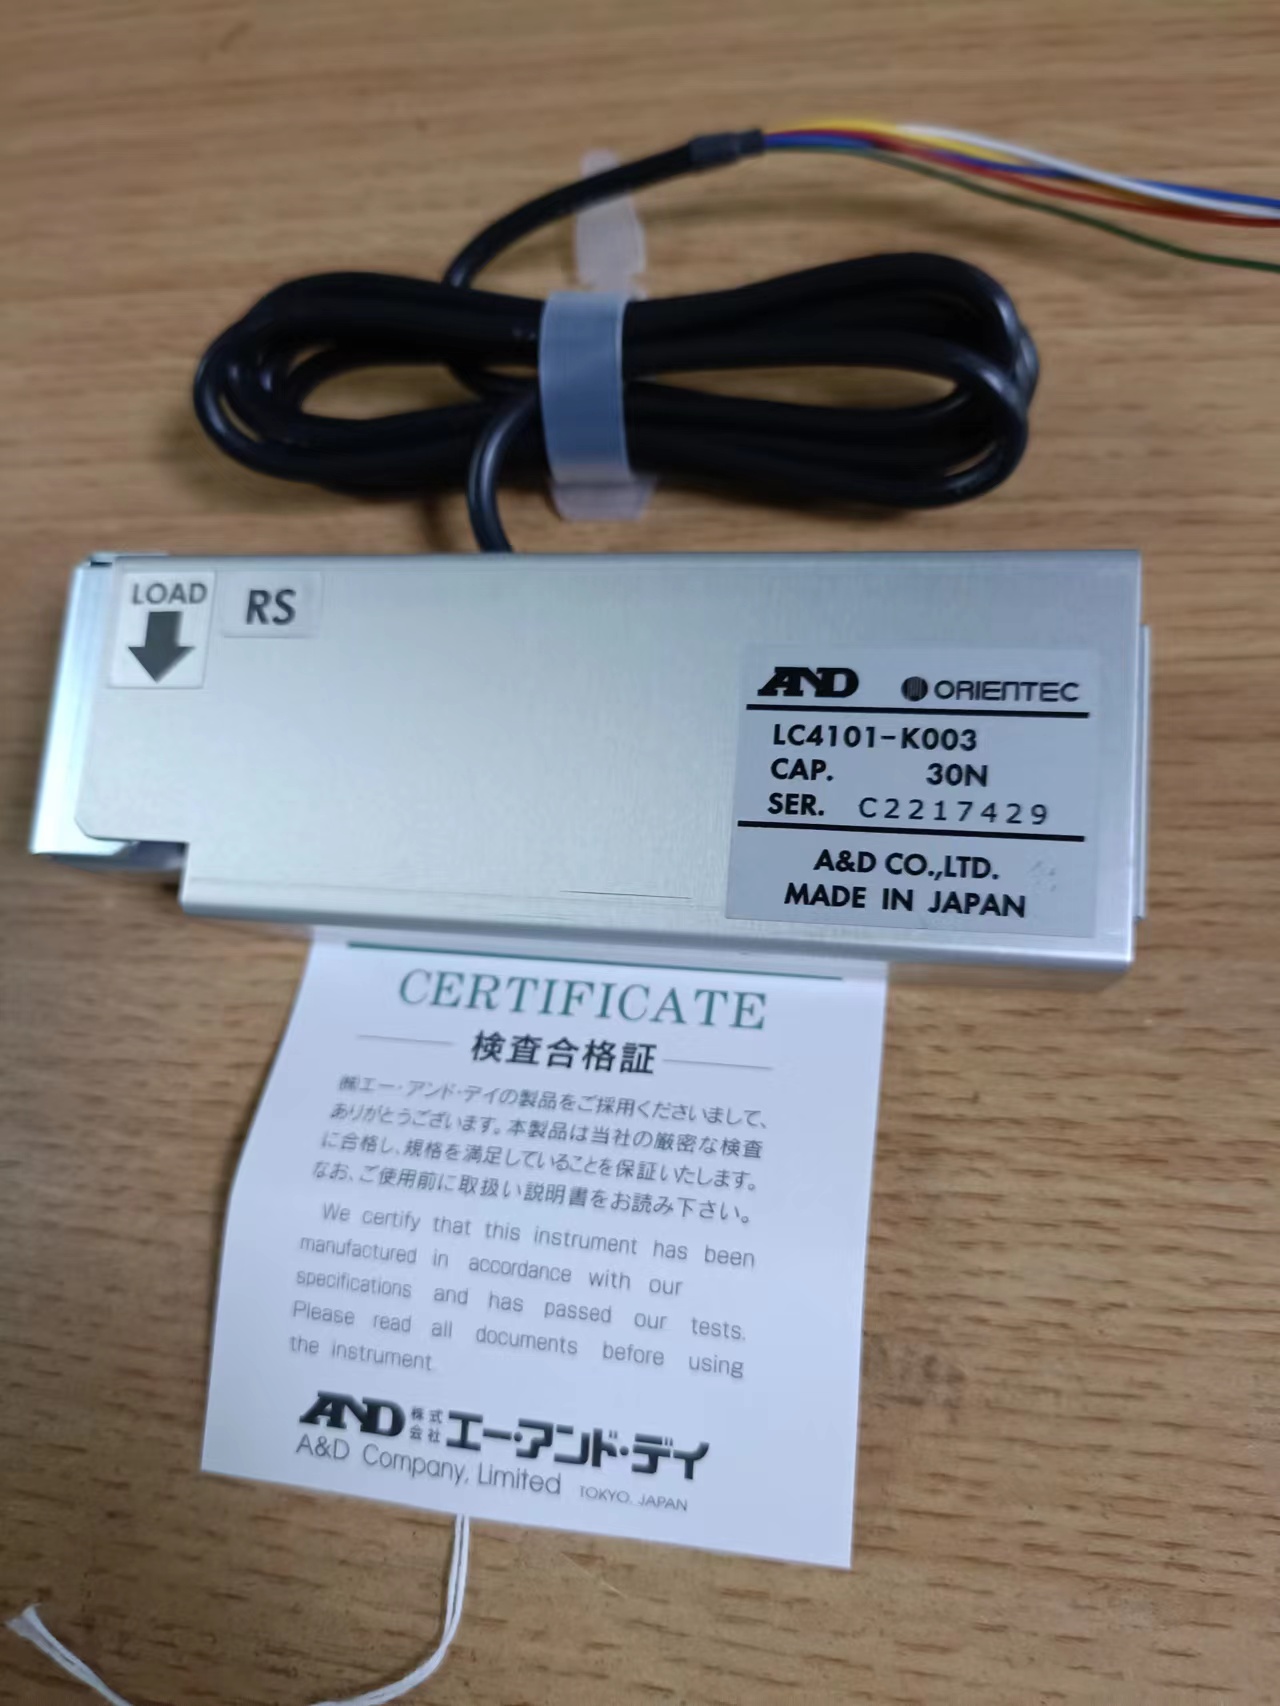 LOAD
RS
AND ORIENTEC
LC4101-K003
CAP. 30N
SER. C2217429
A&D CO.,LTD.
MADE IN JAPAN
CERTIFICATE
検査合格証
㈱エー・アンド・デイの製品をご採用くださいまして、
ありがとうございます。本製品は当社の厳密な検査
に合格し、規格を満足していることを保証いたします。
なお、ご使用前に取扱い説明書をお読み下さい。
We certify that this instrument has been
manufactured in accordance with our
specifications and has passed our tests.
Please read all documents before using
the instrument
AND 株式会社 エー・アンド・デイ
A&D Company, Limited TOKYO, JAPAN